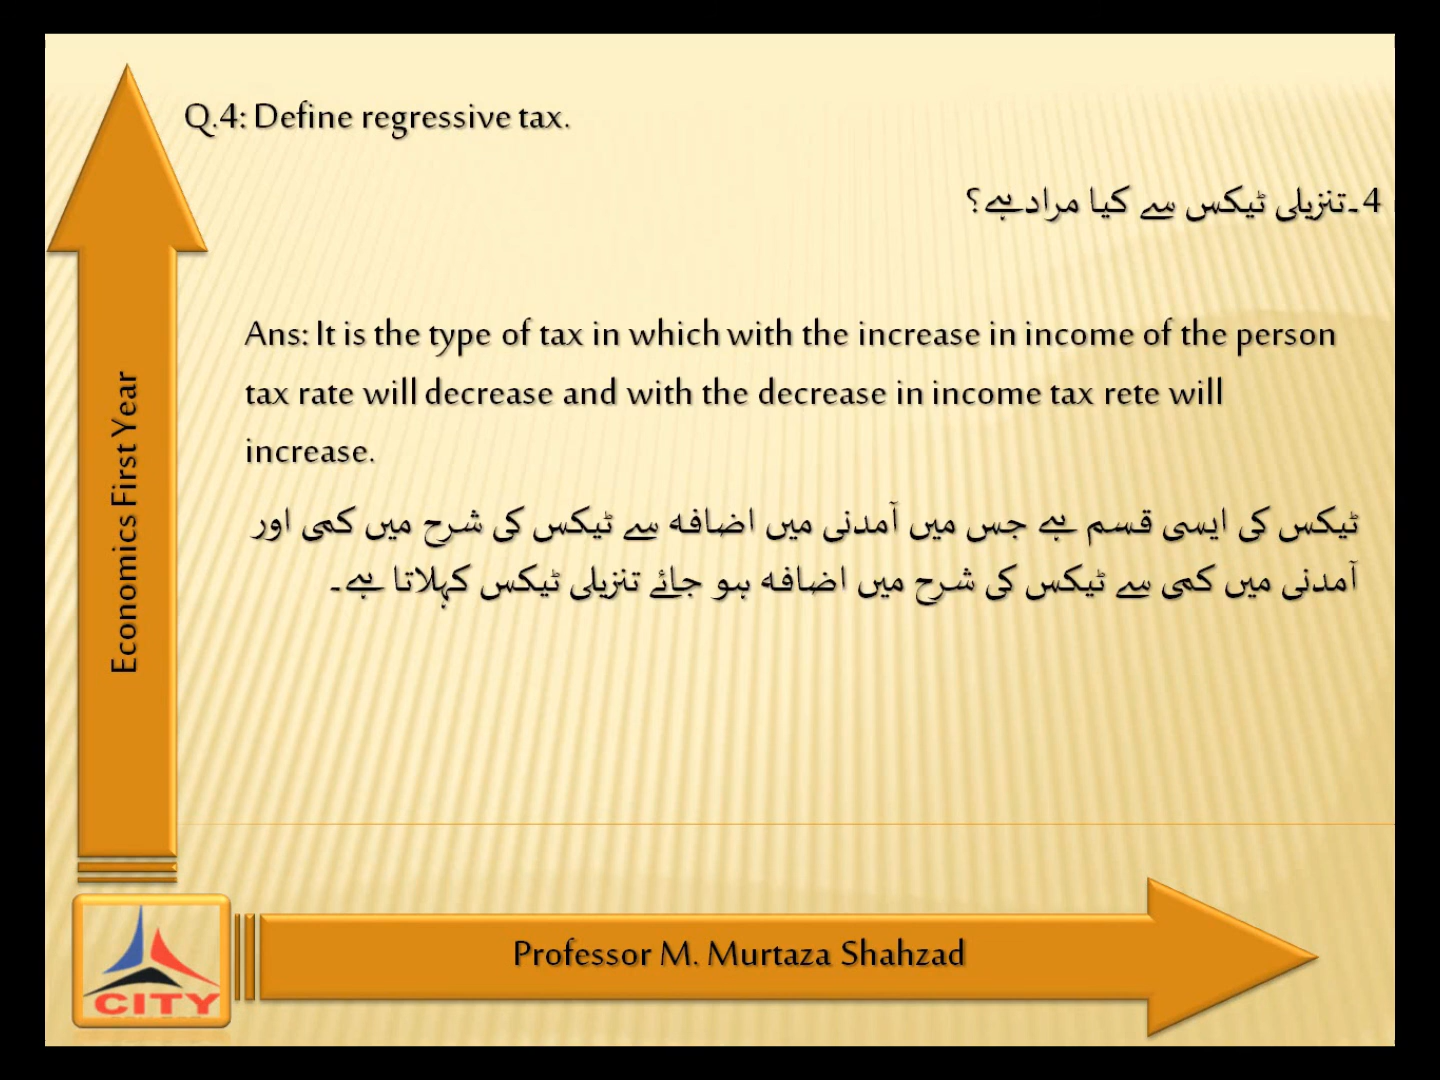 Q.4: Define regressive tax.
4۔تنزیلی ٹیکس سے کیا مرادہے؟
Ans: It is the type of tax in which with the increase in income of the person
tax rate will decrease and with the decrease in income tax rete will
increase.
ٹیکس کی ایسی قسم ہے جس میں آمدنی میں اضافہ سے ٹیکس کی شرح میں کمی اور
آمدنی میں کمی سے ٹیکس کی شرح میں اضافہ ہو جائے تنزیلی ٹیکس کہلاتا ہے۔
Economics First Year
Professor M. Murtaza Shahzad
CITY